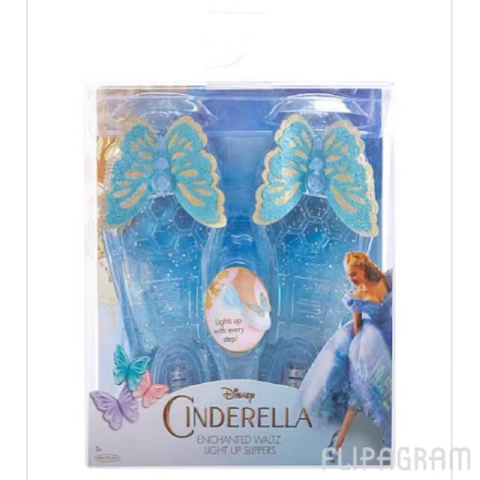 Lights up
with every
step!
Disney
CINDERELLA
ENCHANTED WALTZ
LIGHT UP SLIPPERS
3+
FLIPAGRAM